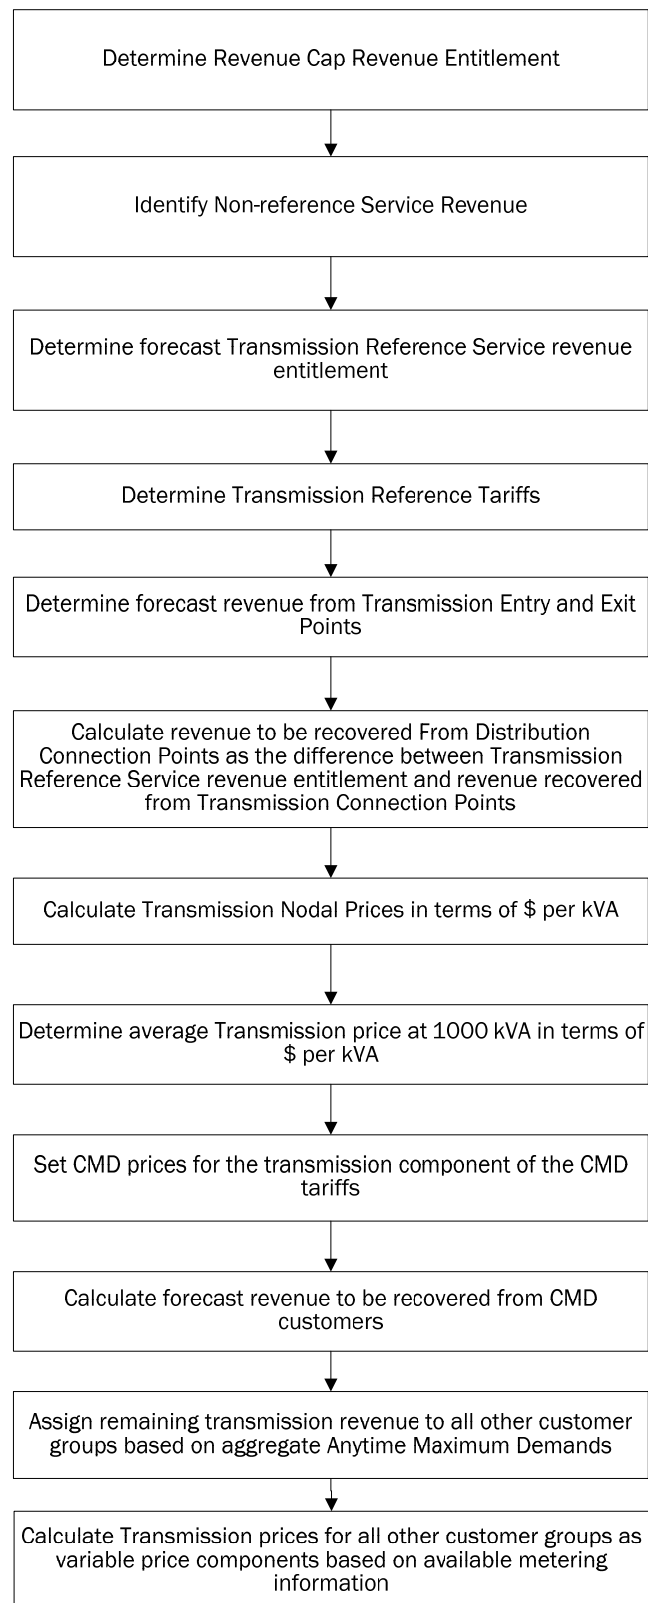 Determine Revenue Cap Revenue Entitlement
Identify Non-reference Service Revenue
Determine forecast Transmission Reference Service revenue
entitlement
Determine Transmission Reference Tariffs
Determine forecast revenue from Transmission Entry and Exit
Points
Calculate revenue to be recovered From Distribution
Connection Points as the difference between Transmission
Reference Service revenue entitlement and revenue recovered
from Transmission Connection Points
Calculate Transmission Nodal Prices in terms of $ per kVA
Determine average Transmission price at 1000 kVA in terms of
$ per kVA
Set CMD prices for the transmission component of the CMD
tariffs
Calculate forecast revenue to be recovered from CMD
customers
Assign remaining transmission revenue to all other customer
groups based on aggregate Anytime Maximum Demands
Calculate Transmission prices for all other customer groups as
variable price components based on available metering
information